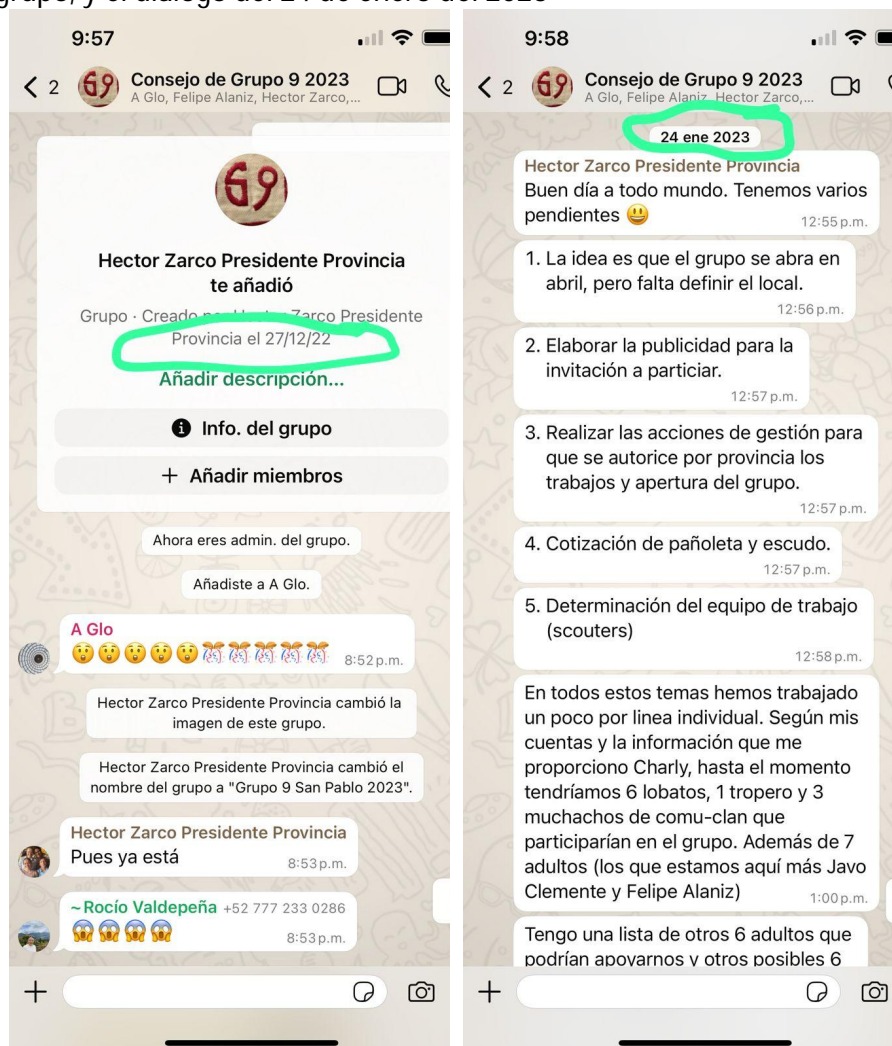 grupo, y el diálogo del 24 de enero del 2023
9:57
2
Consejo de Grupo 9 2023
A Glo, Felipe Alaniz, Hector Zarco,...
G9
Hector Zarco Presidente Provincia
te añadió
Grupo · Creado por Hector Zarco Presidente
Provincia el 27/12/22
Añadir descripción...
Info. del grupo
+ Añadir miembros
Ahora eres admin. del grupo.
Añadiste a A Glo.
A Glo
😲😲😲😲😲🎊🎊🎊🎊🎊 8:52 p.m.
Hector Zarco Presidente Provincia cambió la
imagen de este grupo.
Hector Zarco Presidente Provincia cambió el
nombre del grupo a "Grupo 9 San Pablo 2023".
Hector Zarco Presidente Provincia
Pues ya está 8:53 p.m.
~ Rocío Valdepeña +52 777 233 0286
😱😱😱😱 8:53 p.m.
9:58
2
Consejo de Grupo 9 2023
A Glo, Felipe Alaniz, Hector Zarco,...
24 ene 2023
Hector Zarco Presidente Provincia
Buen día a todo mundo. Tenemos varios
pendientes 😃 12:55 p.m.
1. La idea es que el grupo se abra en
abril, pero falta definir el local.
12:56 p.m.
2. Elaborar la publicidad para la
invitación a particiar.
12:57 p.m.
3. Realizar las acciones de gestión para
que se autorice por provincia los
trabajos y apertura del grupo.
12:57 p.m.
4. Cotización de pañoleta y escudo.
12:57 p.m.
5. Determinación del equipo de trabajo
(scouters)
12:58 p.m.
En todos estos temas hemos trabajado
un poco por linea individual. Según mis
cuentas y la información que me
proporciono Charly, hasta el momento
tendríamos 6 lobatos, 1 tropero y 3
muchachos de comu-clan que
participarían en el grupo. Además de 7
adultos (los que estamos aquí más Javo
Clemente y Felipe Alaniz) 1:00 p.m.
Tengo una lista de otros 6 adultos que
podrían apoyarnos y otros posibles 6